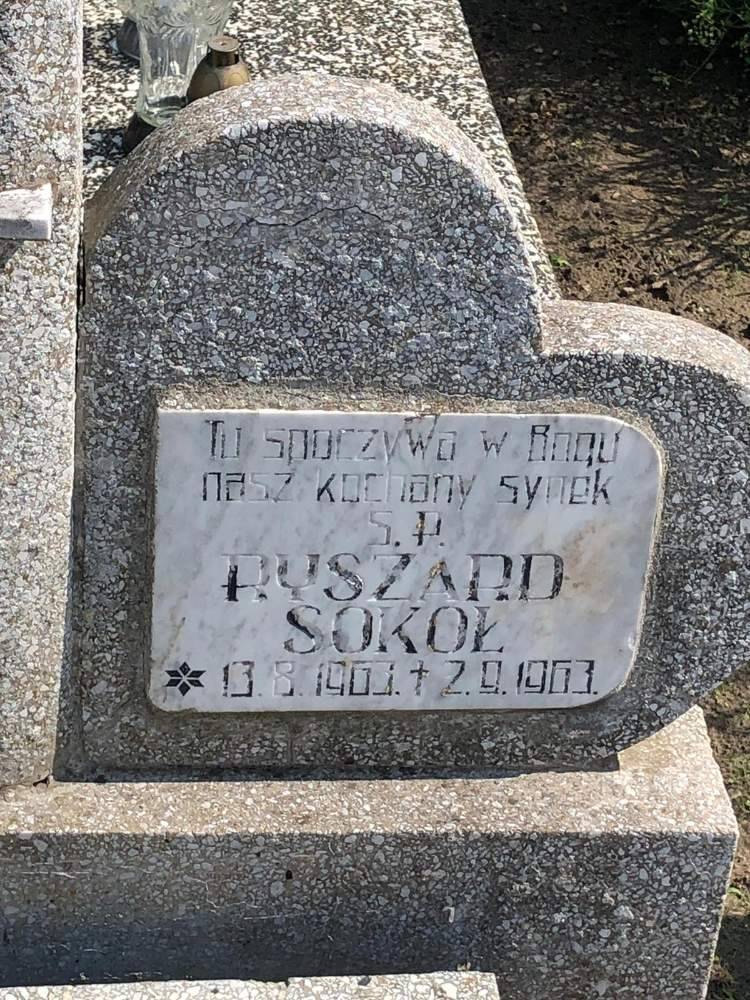 Tu spoczywa w Bogu
nasz kochany synek
Ś.P.
RYSZARD
SOKOŁ
13.8.1963. † 2.9.1963.